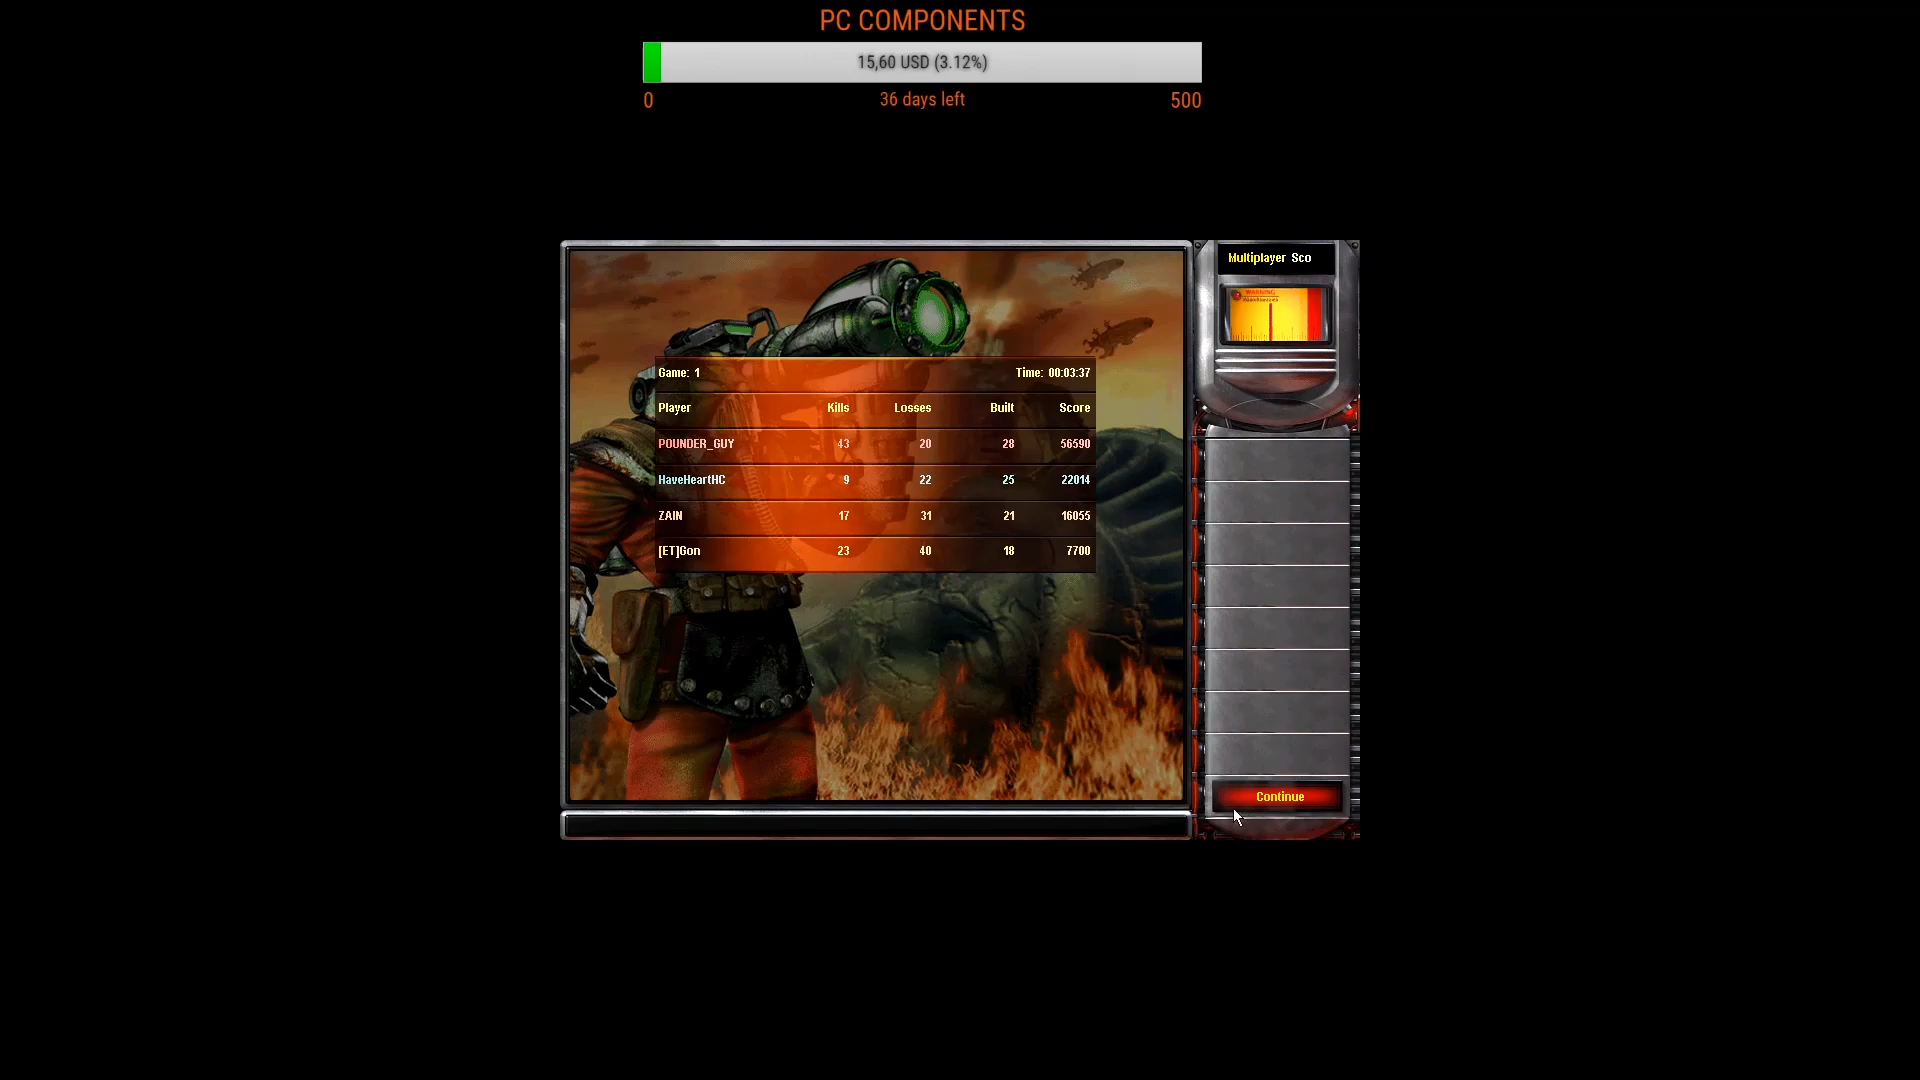 PC COMPONENTS
15,60 USD (3.12%)
0 36 days left 500
Multiplayer Sco
WARNING
Game: 1 Time: 00:03:37
Player Kills Losses Built Score
POUNDER_GUY 43 20 28 56590
HaveHeartHC 9 22 25 22014
ZAIN 17 31 21 16055
[ET]Gon 23 40 18 7700
Continue